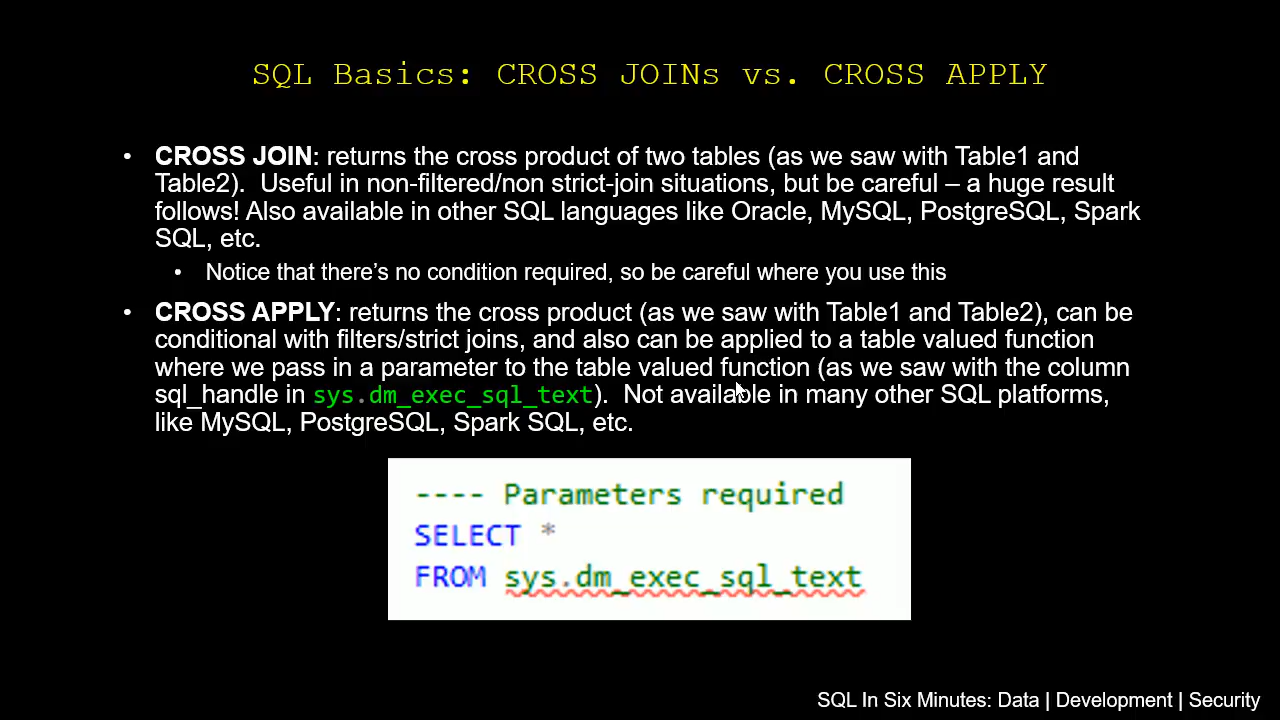 SQL Basics: CROSS JOINs vs. CROSS APPLY
• CROSS JOIN: returns the cross product of two tables (as we saw with Table1 and
Table2).  Useful in non-filtered/non strict-join situations, but be careful – a huge result
follows! Also available in other SQL languages like Oracle, MySQL, PostgreSQL, Spark
SQL, etc.
• Notice that there's no condition required, so be careful where you use this
• CROSS APPLY: returns the cross product (as we saw with Table1 and Table2), can be
conditional with filters/strict joins, and also can be applied to a table valued function
where we pass in a parameter to the table valued function (as we saw with the column
sql_handle in sys.dm_exec_sql_text).  Not available in many other SQL platforms,
like MySQL, PostgreSQL, Spark SQL, etc.
---- Parameters required
SELECT *
FROM sys.dm_exec_sql_text
SQL In Six Minutes: Data | Development | Security